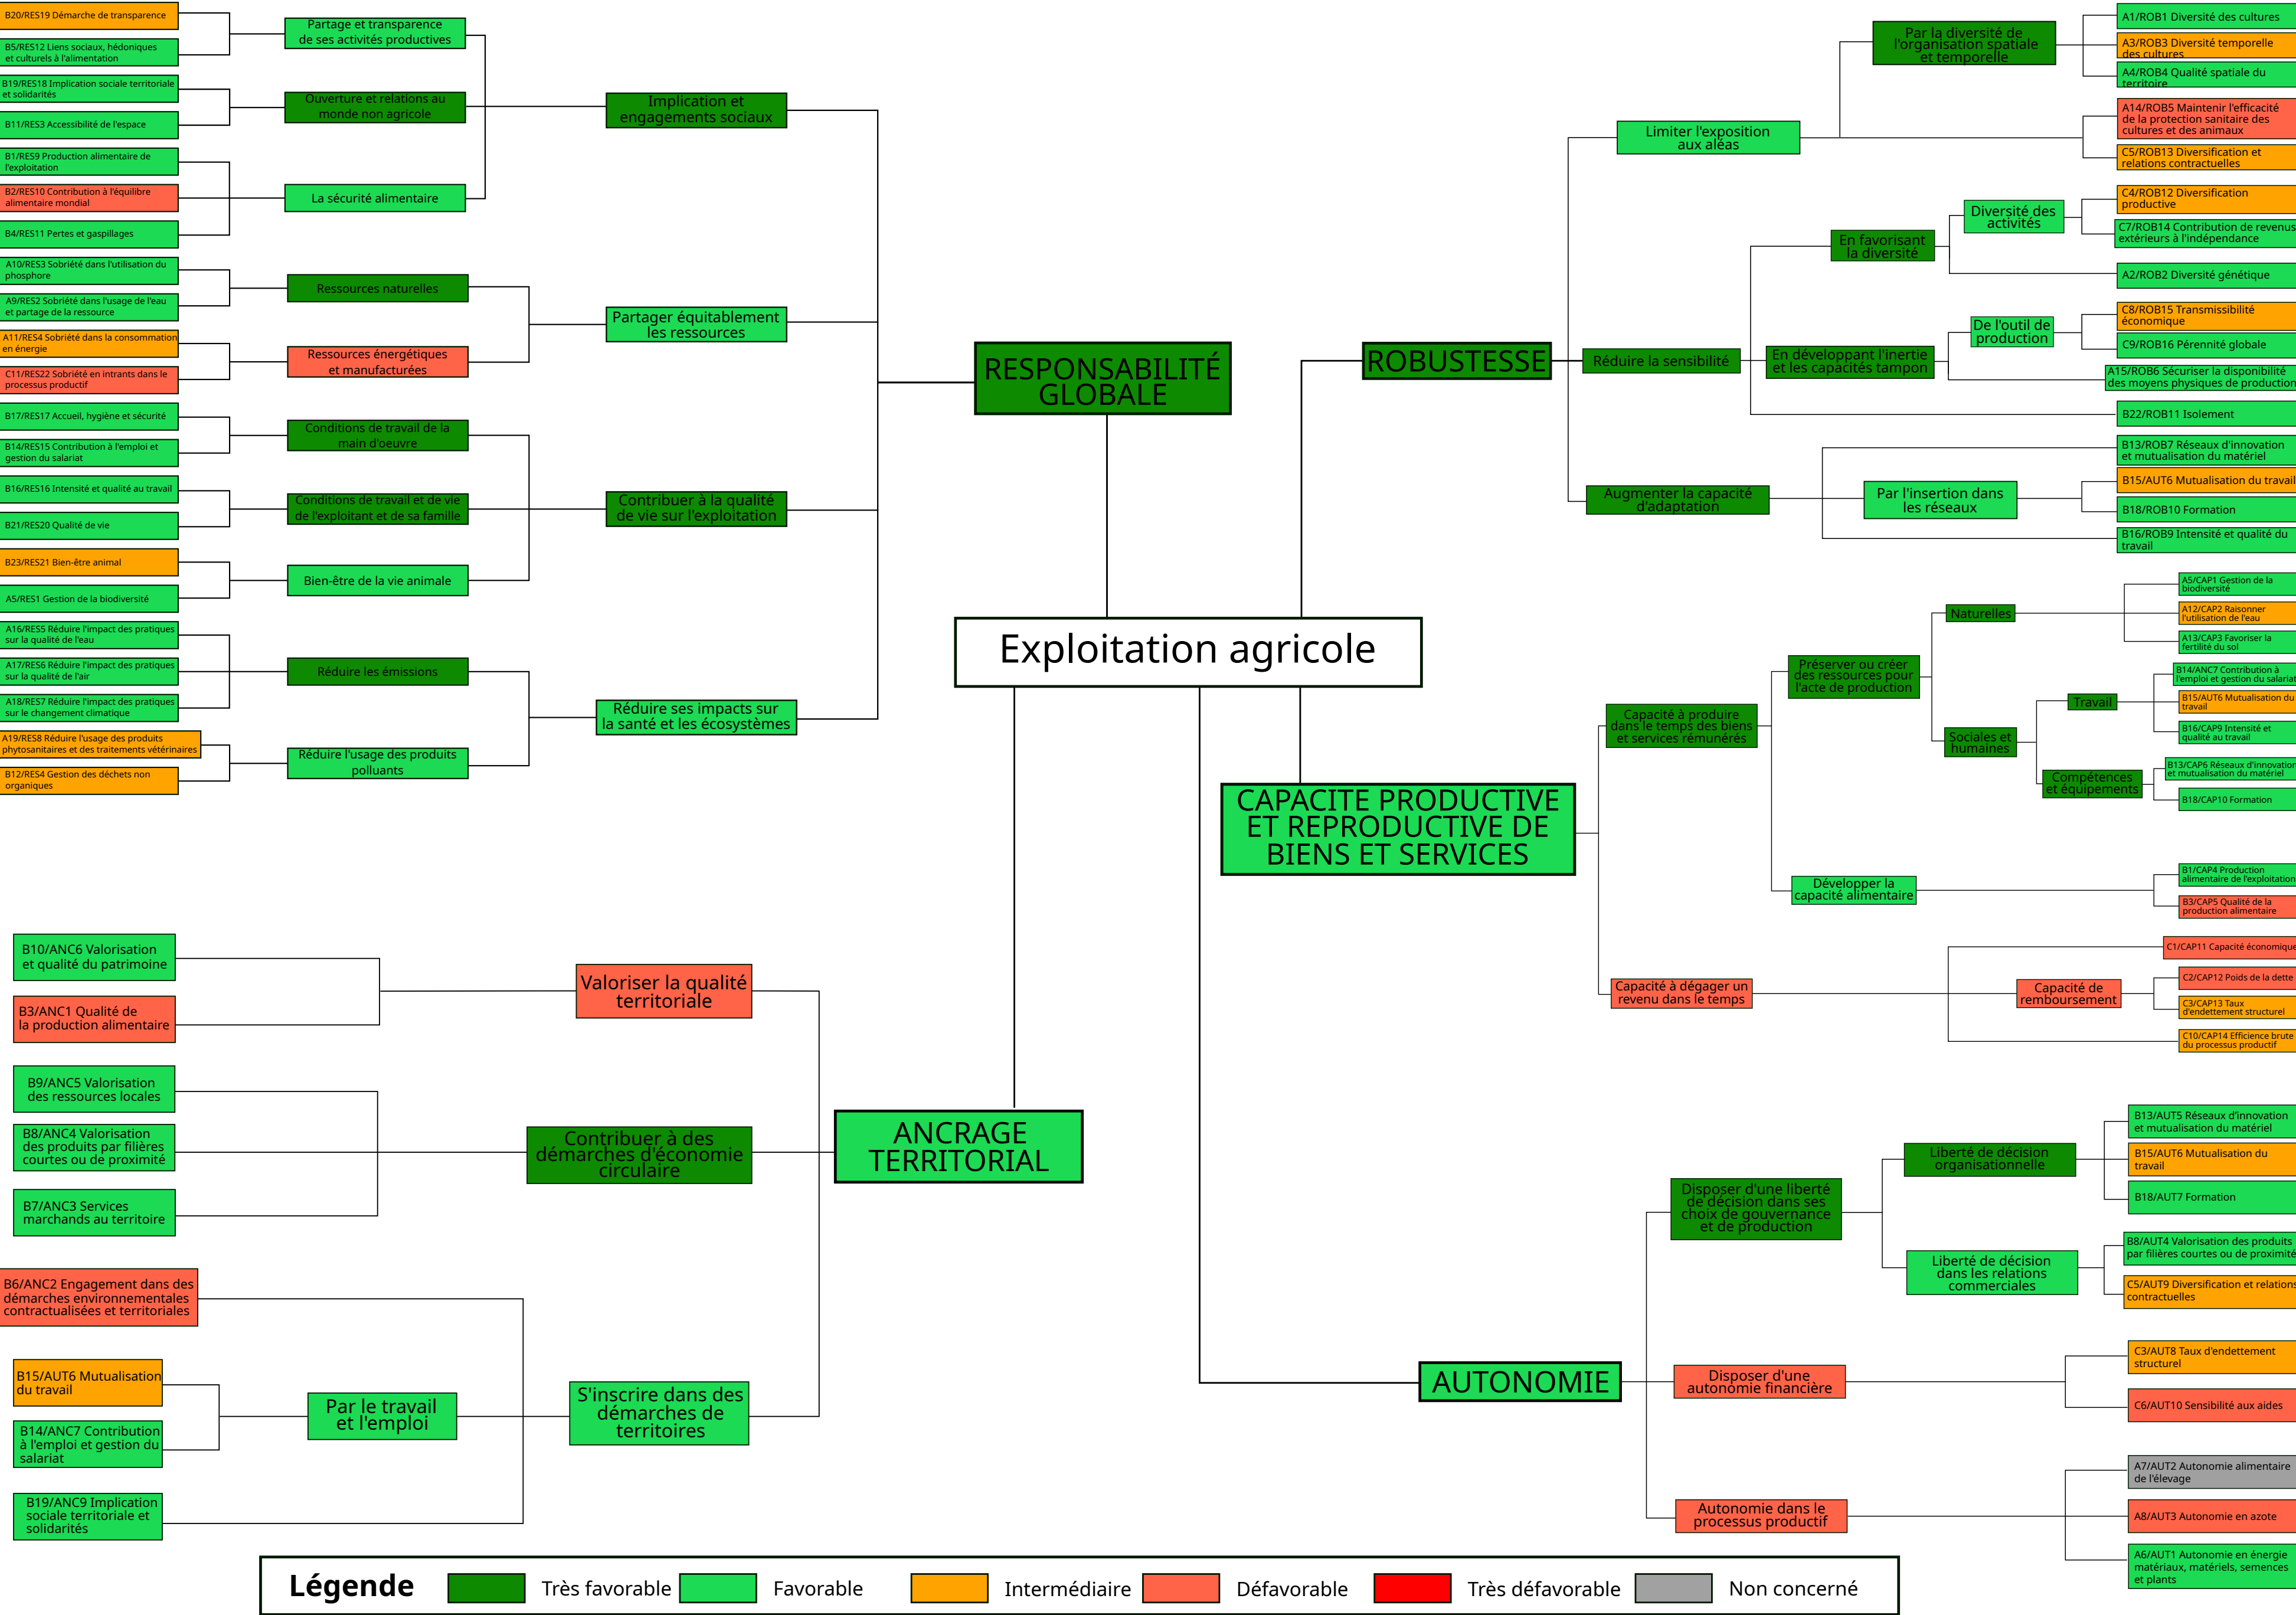 B20/RES19 Démarche de transparence
B5/RES12 Liens sociaux, hédoniques
et culturels à l'alimentation
B19/RES18 Implication sociale territoriale
et solidarités
B11/RES3 Accessibilité de l'espace
B1/RES9 Production alimentaire de
l'exploitation
B2/RES10 Contribution à l'équilibre
alimentaire mondial
B4/RES11 Pertes et gaspillages
A10/RES3 Sobriété dans l'utilisation du
phosphore
A9/RES2 Sobriété dans l'usage de l'eau
et partage de la ressource
A11/RES4 Sobriété dans la consommation
en énergie
C11/RES22 Sobriété en intrants dans le
processus productif
B17/RES17 Accueil, hygiène et sécurité
B14/RES15 Contribution à l'emploi et
gestion du salariat
B16/RES16 Intensité et qualité au travail
B21/RES20 Qualité de vie
B23/RES21 Bien-être animal
A5/RES1 Gestion de la biodiversité
A16/RES5 Réduire l'impact des pratiques
sur la qualité de l'eau
A17/RES6 Réduire l'impact des pratiques
sur la qualité de l'air
A18/RES7 Réduire l'impact des pratiques
sur le changement climatique
A19/RES8 Réduire l'usage des produits
phytosanitaires et des traitements vétérinaires
B12/RES4 Gestion des déchets non
organiques
Partage et transparence
de ses activités productives
Ouverture et relations au
monde non agricole
La sécurité alimentaire
Ressources naturelles
Ressources énergétiques
et manufacturées
Conditions de travail de la
main d'oeuvre
Conditions de travail et de vie
de l'exploitant et de sa famille
Bien-être de la vie animale
Réduire les émissions
Réduire l'usage des produits
polluants
Implication et
engagements sociaux
Partager équitablement
les ressources
Contribuer à la qualité
de vie sur l'exploitation
Réduire ses impacts sur
la santé et les écosystèmes
RESPONSABILITÉ
GLOBALE
Exploitation agricole
ROBUSTESSE
Limiter l'exposition
aux aléas
Par la diversité de
l'organisation spatiale
et temporelle
A1/ROB1 Diversité des cultures
A3/ROB3 Diversité temporelle
des cultures
A4/ROB4 Qualité spatiale du
territoire
A14/ROB5 Maintenir l'efficacité
de la protection sanitaire des
cultures et des animaux
C5/ROB13 Diversification et
relations contractuelles
Réduire la sensibilité
En favorisant
la diversité
Diversité des
activités
C4/ROB12 Diversification
productive
C7/ROB14 Contribution de revenus
extérieurs à l'indépendance
A2/ROB2 Diversité génétique
En développant l'inertie
et les capacités tampon
De l'outil de
production
C8/ROB15 Transmissibilité
économique
C9/ROB16 Pérennité globale
A15/ROB6 Sécuriser la disponibilité
des moyens physiques de production
B22/ROB11 Isolement
Augmenter la capacité
d'adaptation
B13/ROB7 Réseaux d'innovation
et mutualisation du matériel
Par l'insertion dans
les réseaux
B15/AUT6 Mutualisation du travail
B18/ROB10 Formation
B16/ROB9 Intensité et qualité du
travail
CAPACITE PRODUCTIVE
ET REPRODUCTIVE DE
BIENS ET SERVICES
Capacité à produire
dans le temps des biens
et services rémunérés
Préserver ou créer
des ressources pour
l'acte de production
Naturelles
A5/CAP1 Gestion de la
biodiversité
A12/CAP2 Raisonner
l'utilisation de l'eau
A13/CAP3 Favoriser la
fertilité du sol
Sociales et
humaines
Travail
B14/ANC7 Contribution à
l'emploi et gestion du salariat
B15/AUT6 Mutualisation du
travail
B16/CAP9 Intensité et
qualité au travail
Compétences
et équipements
B13/CAP6 Réseaux d'innovation
et mutualisation du matériel
B18/CAP10 Formation
Développer la
capacité alimentaire
B1/CAP4 Production
alimentaire de l'exploitation
B3/CAP5 Qualité de la
production alimentaire
Capacité à dégager un
revenu dans le temps
C1/CAP11 Capacité économique
Capacité de
remboursement
C2/CAP12 Poids de la dette
C3/CAP13 Taux
d'endettement structurel
C10/CAP14 Efficience brute
du processus productif
B10/ANC6 Valorisation
et qualité du patrimoine
B3/ANC1 Qualité de
la production alimentaire
B9/ANC5 Valorisation
des ressources locales
B8/ANC4 Valorisation
des produits par filières
courtes ou de proximité
B7/ANC3 Services
marchands au territoire
B6/ANC2 Engagement dans des
démarches environnementales
contractualisées et territoriales
B15/AUT6 Mutualisation
du travail
B14/ANC7 Contribution
à l'emploi et gestion du
salariat
B19/ANC9 Implication
sociale territoriale et
solidarités
Par le travail
et l'emploi
Valoriser la qualité
territoriale
Contribuer à des
démarches d'économie
circulaire
S'inscrire dans des
démarches de
territoires
ANCRAGE
TERRITORIAL
AUTONOMIE
Disposer d'une liberté
de décision dans ses
choix de gouvernance
et de production
Liberté de décision
organisationnelle
B13/AUT5 Réseaux d'innovation
et mutualisation du matériel
B15/AUT6 Mutualisation du
travail
B18/AUT7 Formation
Liberté de décision
dans les relations
commerciales
B8/AUT4 Valorisation des produits
par filières courtes ou de proximité
C5/AUT9 Diversification et relations
contractuelles
Disposer d'une
autonomie financière
C3/AUT8 Taux d'endettement
structurel
C6/AUT10 Sensibilité aux aides
Autonomie dans le
processus productif
A7/AUT2 Autonomie alimentaire
de l'élevage
A8/AUT3 Autonomie en azote
A6/AUT1 Autonomie en énergie
matériaux, matériels, semences
et plants
Légende
Très favorable
Favorable
Intermédiaire
Défavorable
Très défavorable
Non concerné